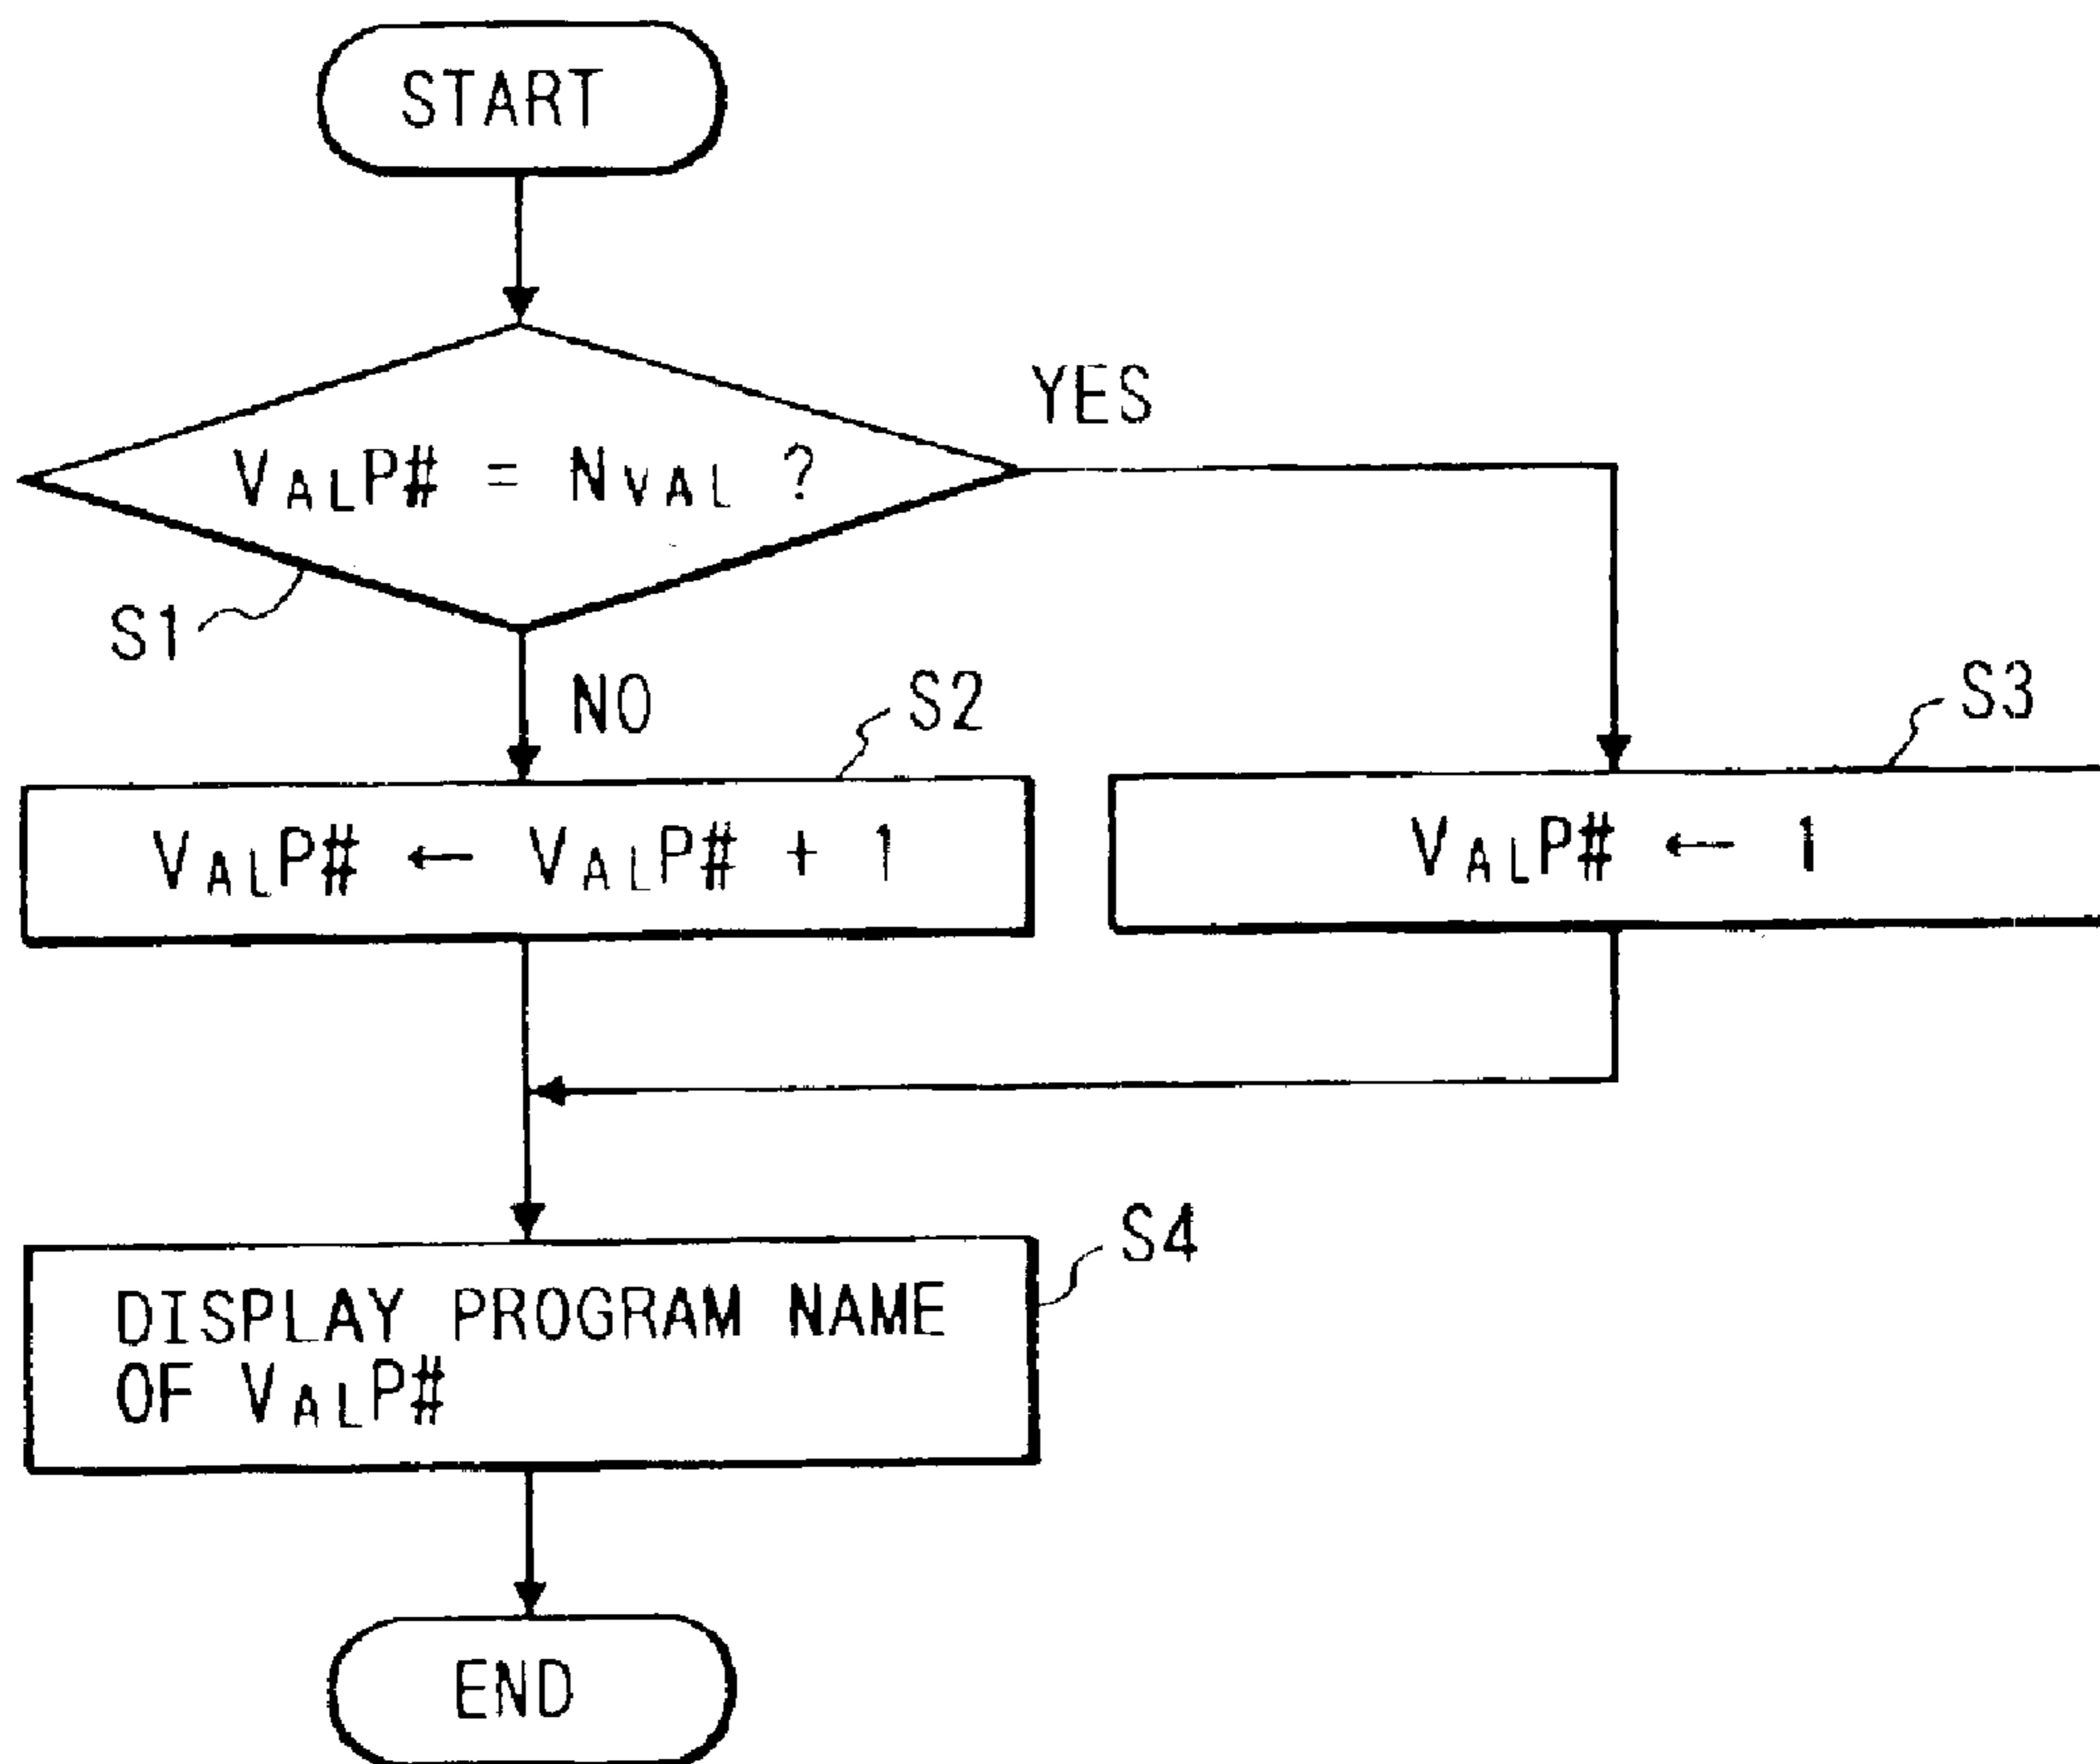 START
VALP# = NVAL ?
YES
S1
NO
S2
S3
VALP# ← VALP# + 1
VALP# ← 1
S4
DISPLAY PROGRAM NAME
OF VALP#
END